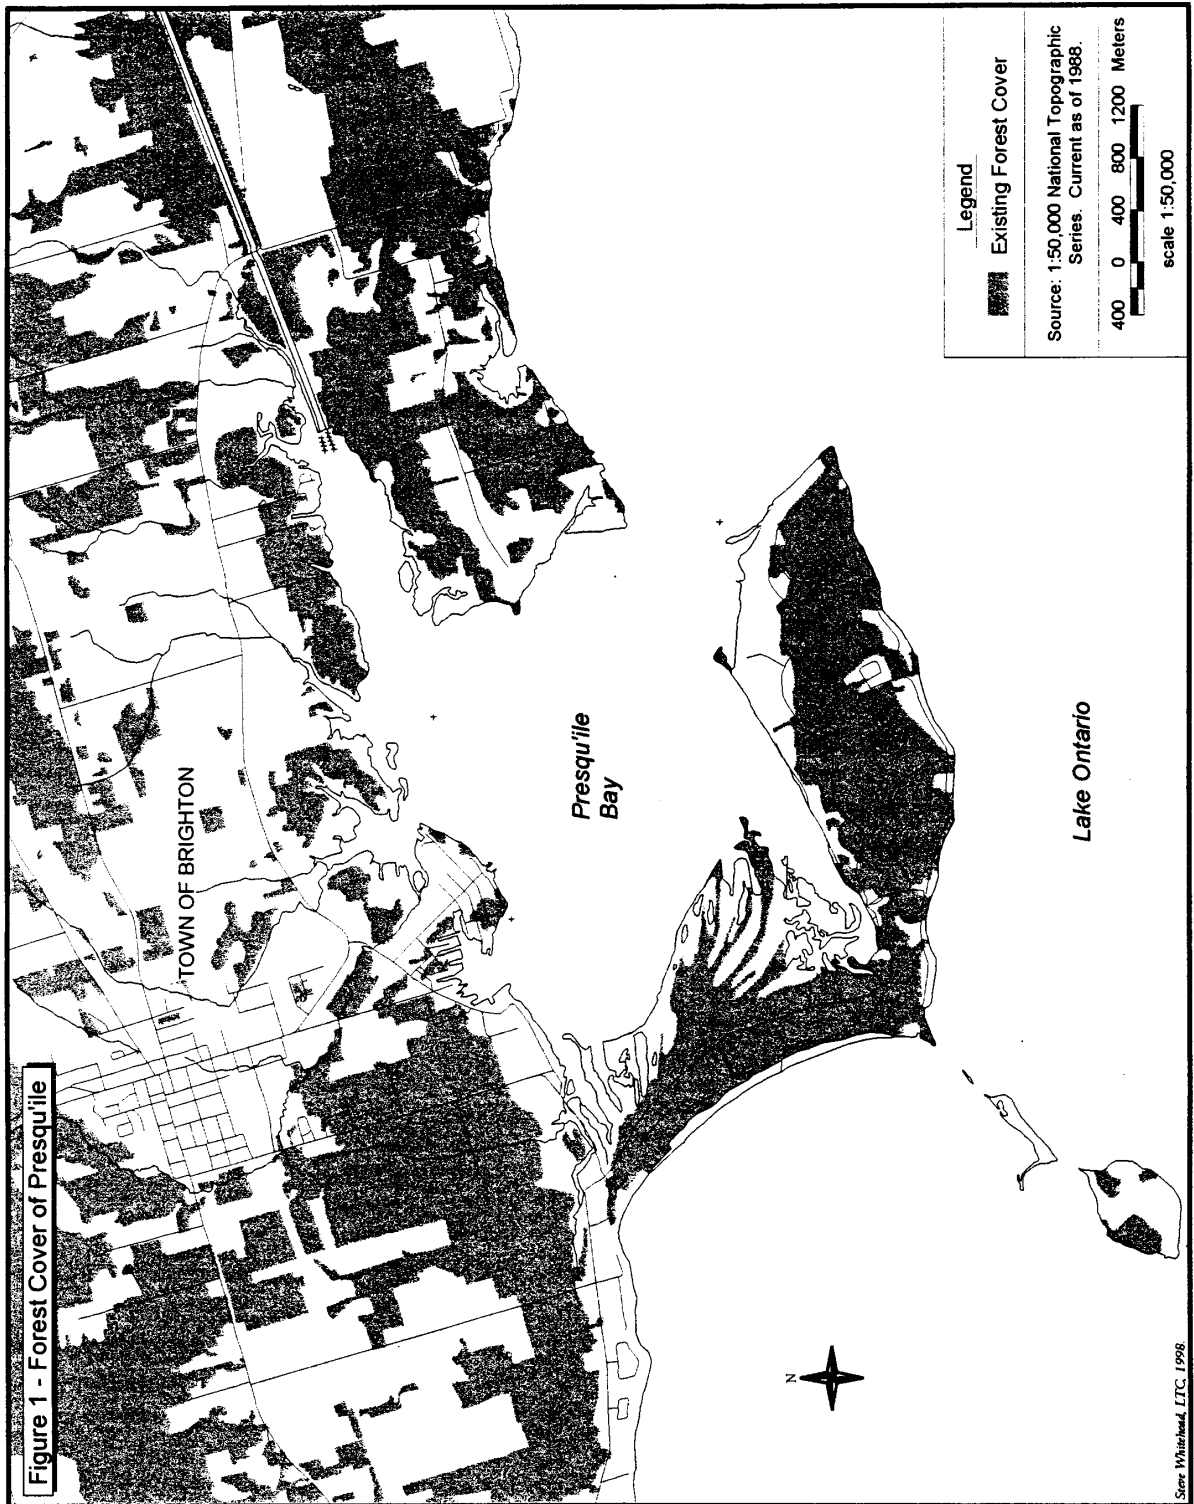 Figure 1 - Forest Cover of Presqu'ile
TOWN OF BRIGHTON
Presqu'ile
Bay
Lake Ontario
N
Legend
Existing Forest Cover
Source: 1:50,000 National Topographic
Series. Current as of 1988.
400 0 400 800 1200 Meters
scale 1:50,000
Steve Whitehead, LTC, 1998.